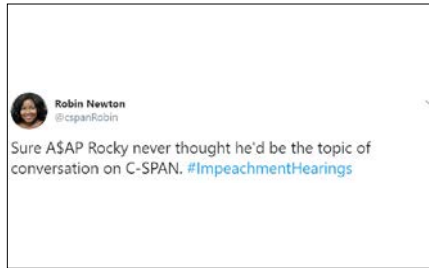 Robin Newton
@cspanRobin
Sure A$AP Rocky never thought he'd be the topic of
conversation on C-SPAN. #ImpeachmentHearings